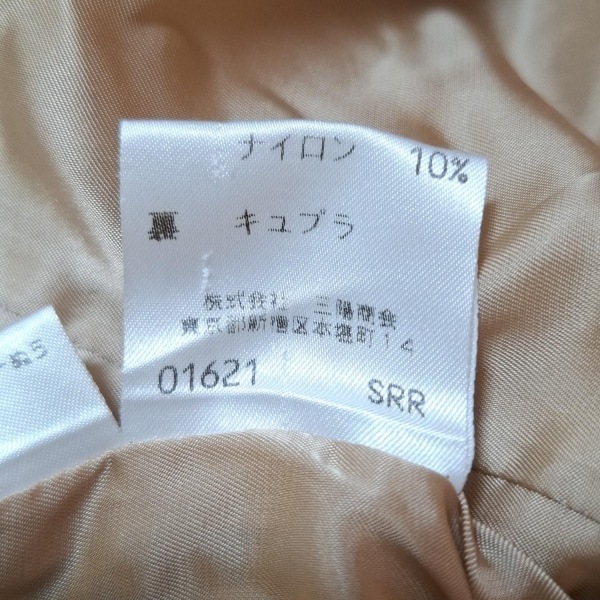 ナイロン 10%
裏 キュプラ
株式会社 三陽商会
東京都新宿区本塩町14
01621 SRR